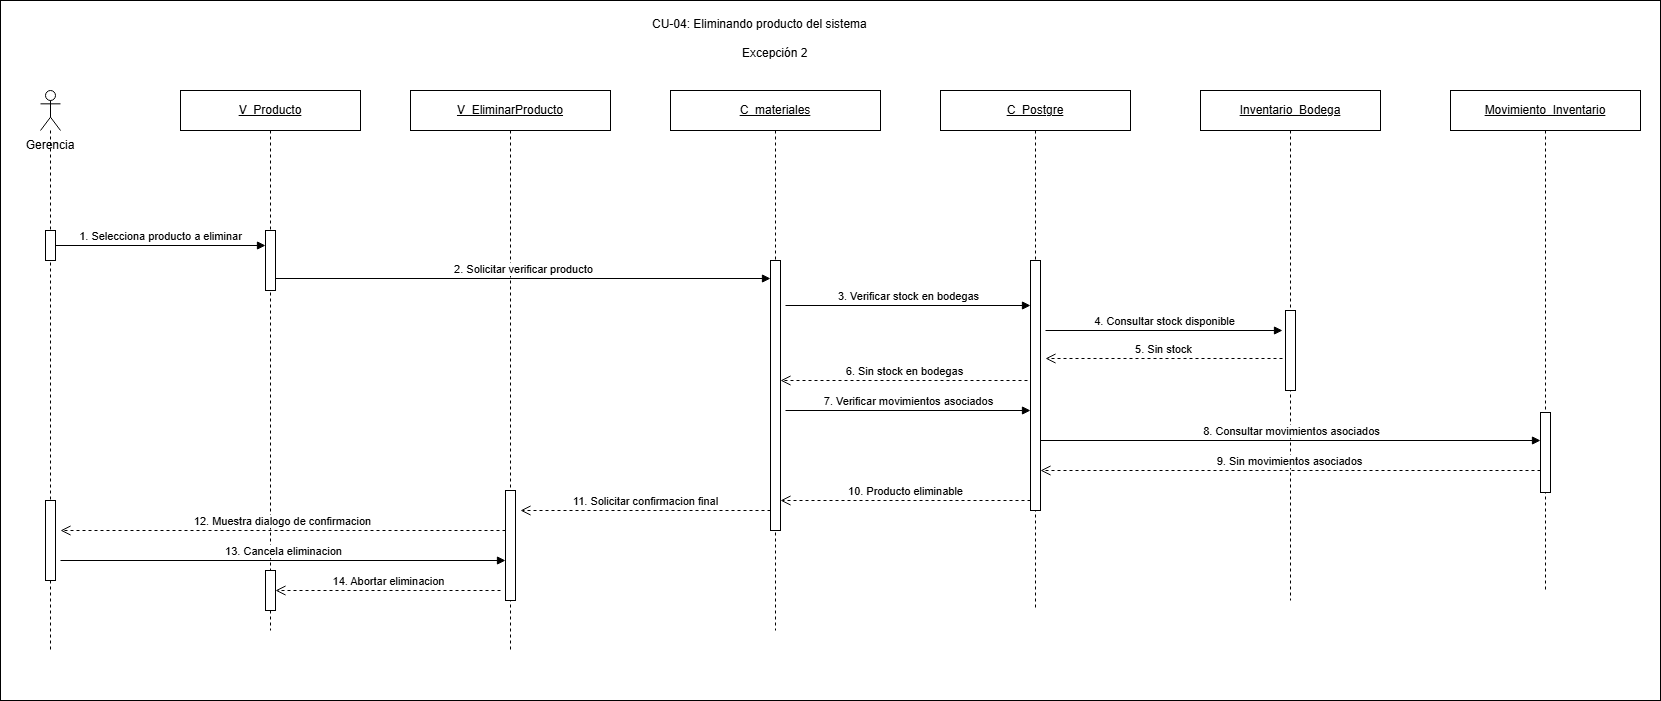 CU-04: Eliminando producto del sistema
Excepción 2
Gerencia
V_Producto
V_EliminarProducto
C_materiales
C_Postgre
Inventario_Bodega
Movimiento_Inventario
1. Selecciona producto a eliminar
2. Solicitar verificar producto
3. Verificar stock en bodegas
4. Consultar stock disponible
5. Sin stock
6. Sin stock en bodegas
7. Verificar movimientos asociados
8. Consultar movimientos asociados
9. Sin movimientos asociados
10. Producto eliminable
11. Solicitar confirmacion final
12. Muestra dialogo de confirmacion
13. Cancela eliminacion
14. Abortar eliminacion